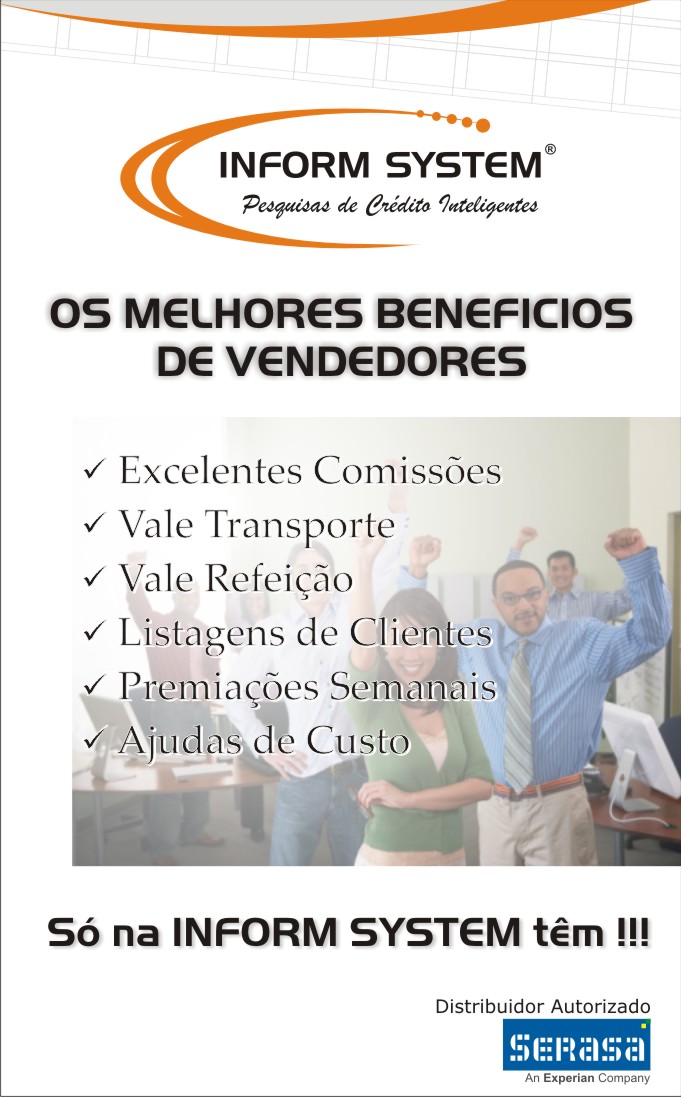 INFORM SYSTEM®
Pesquisas de Crédito Inteligentes
OS MELHORES BENEFICIOS
DE VENDEDORES
✓ Excelentes Comissões
✓ Vale Transporte
✓ Vale Refeição
✓ Listagens de Clientes
✓ Premiações Semanais
✓ Ajudas de Custo
Só na INFORM SYSTEM têm !!!
Distribuidor Autorizado
serasa
An Experian Company